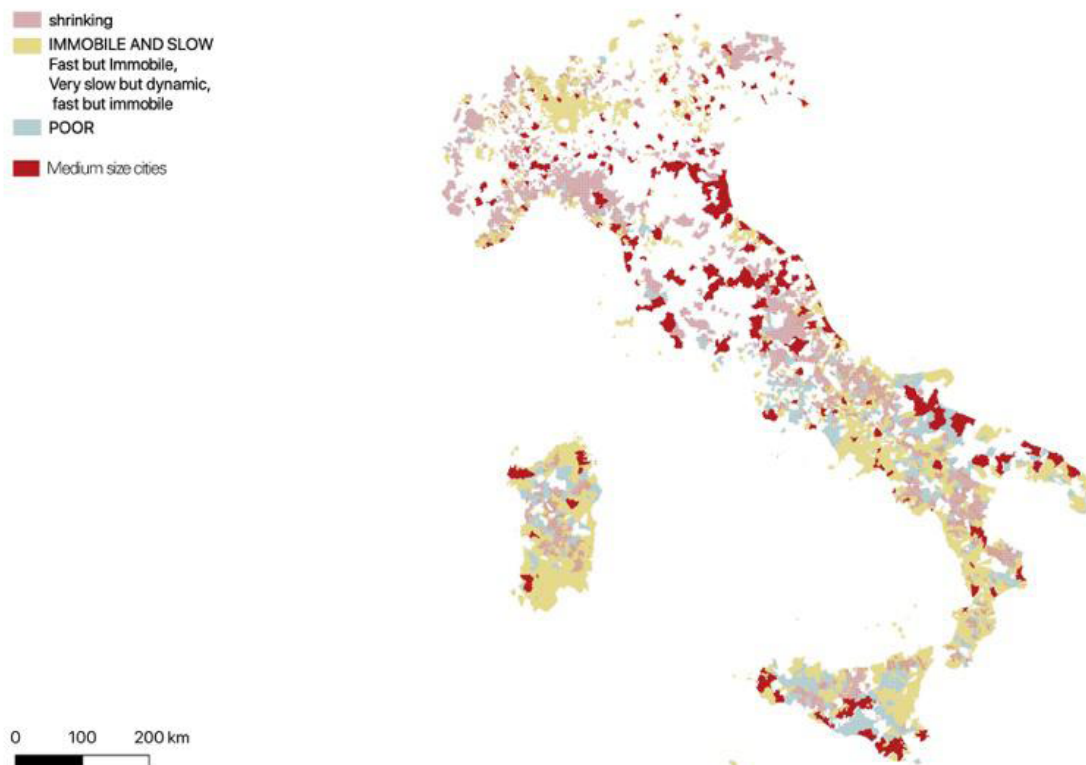 shrinking
IMMOBILE AND SLOW
Fast but Immobile,
Very slow but dynamic,
fast but immobile
POOR
Medium size cities
0 100 200 km